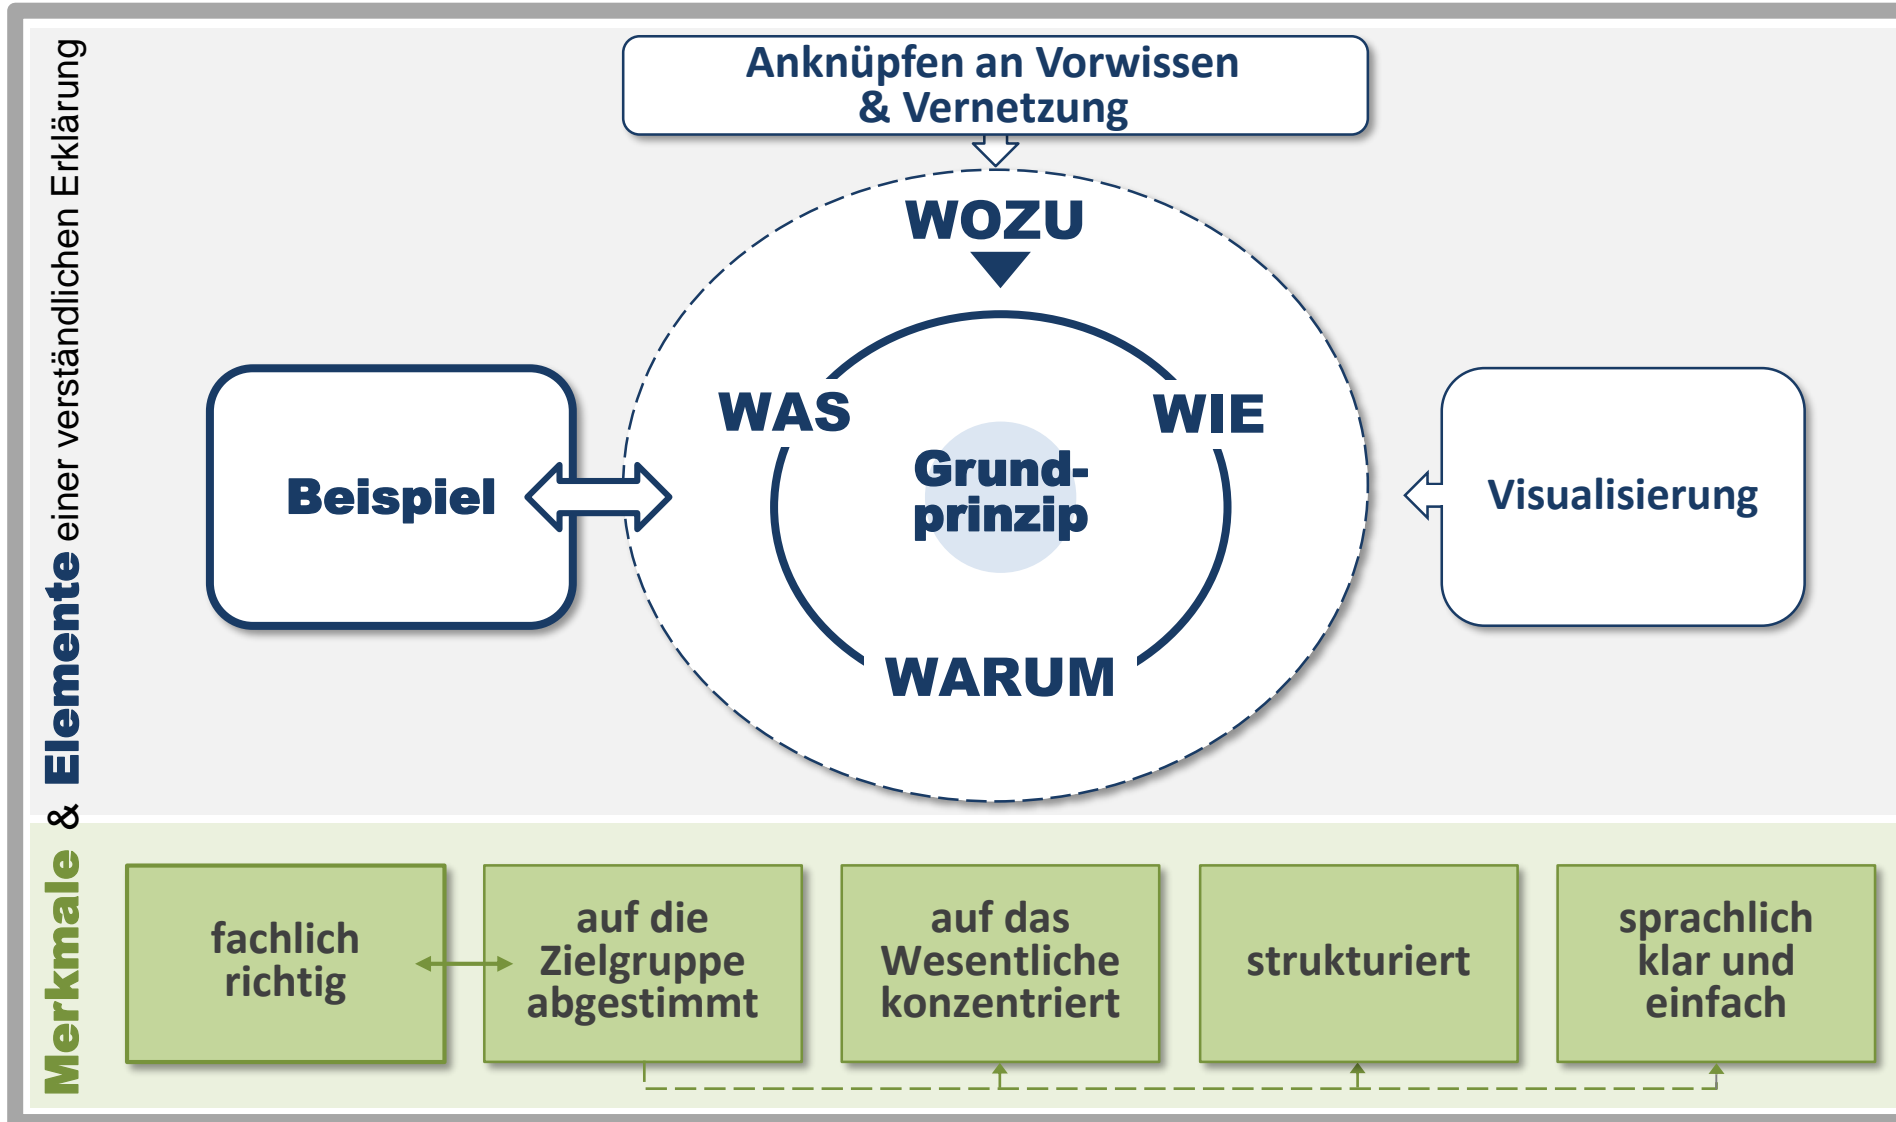 Merkmale & Elemente einer verständlichen Erklärung
Anknüpfen an Vorwissen
& Vernetzung
WOZU
WAS
WIE
Grund-
prinzip
WARUM
Beispiel
Visualisierung
fachlich
richtig
auf die
Zielgruppe
abgestimmt
auf das
Wesentliche
konzentriert
strukturiert
sprachlich
klar und
einfach